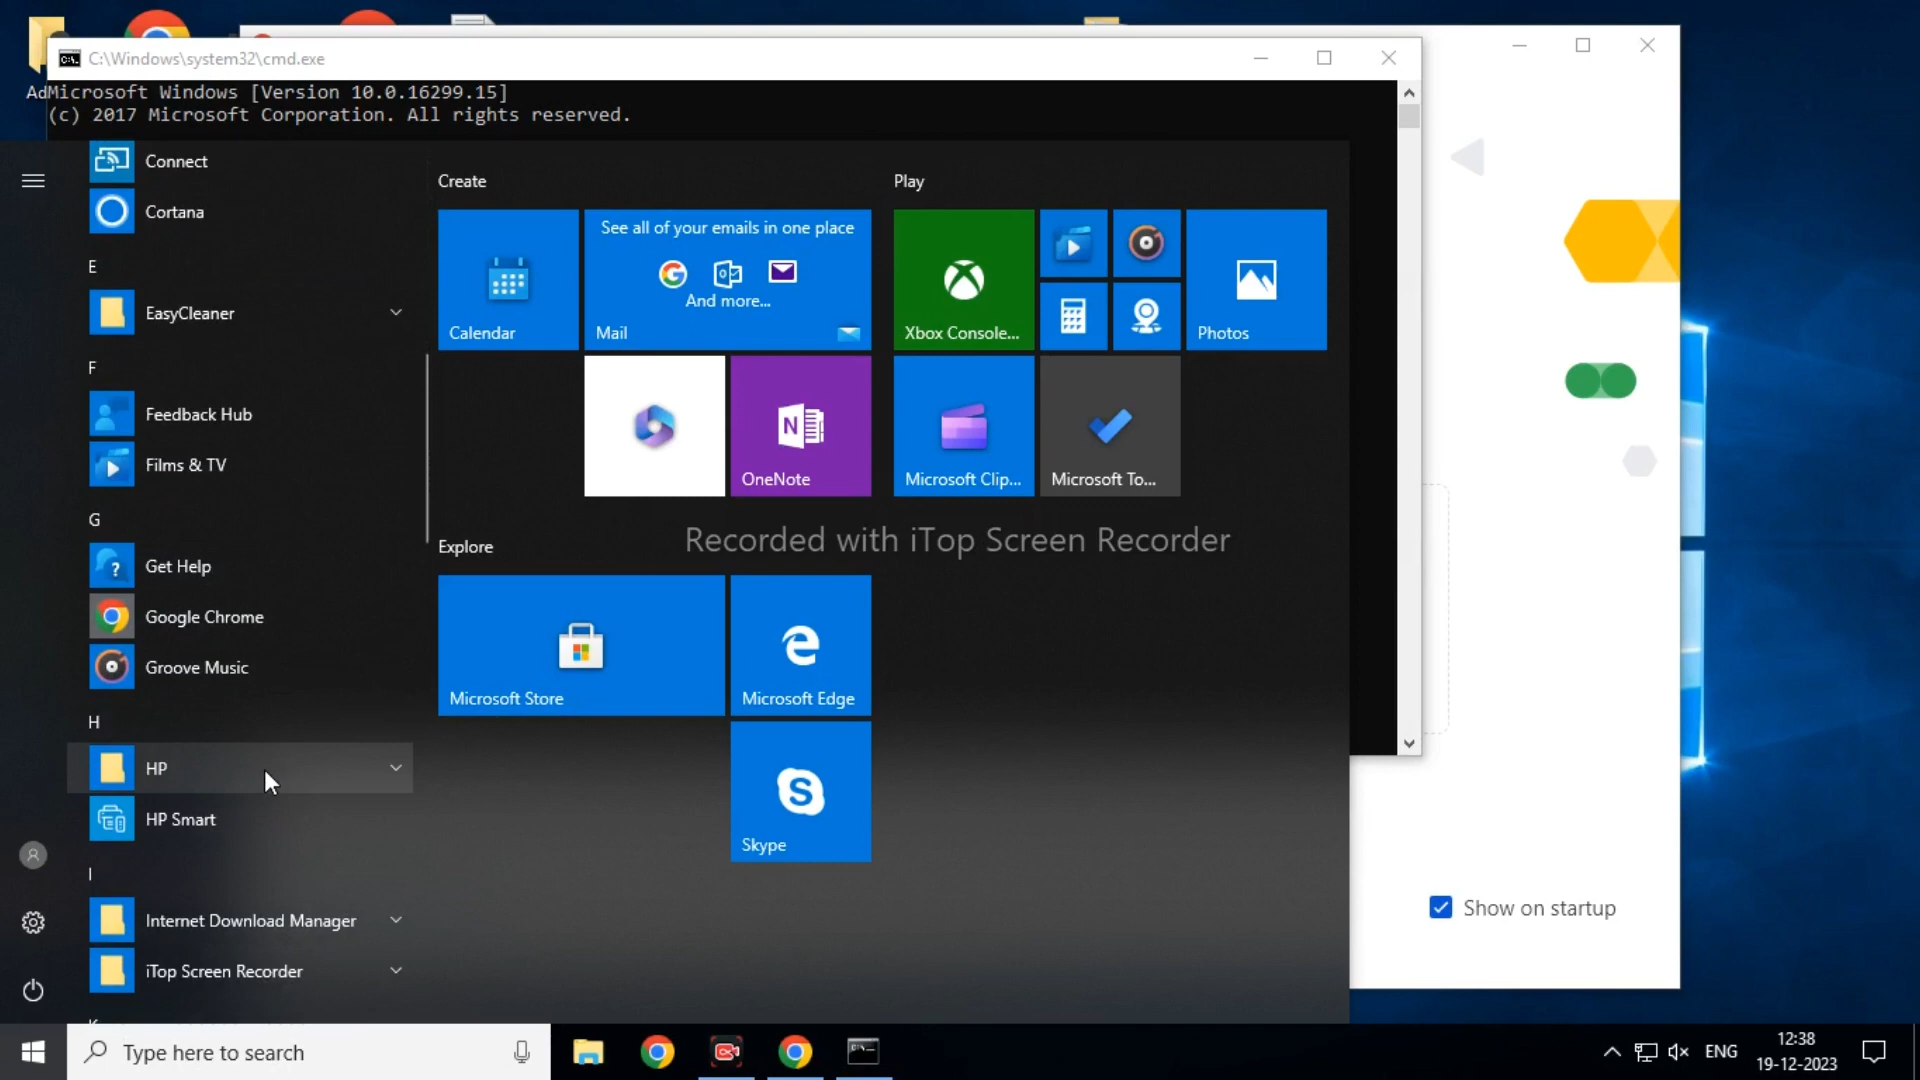 C:\Windows\system32\cmd.exe
Ad
Microsoft Windows [Version 10.0.16299.15]
(c) 2017 Microsoft Corporation. All rights reserved.
Connect
Cortana
E
EasyCleaner
F
Feedback Hub
Films & TV
G
Get Help
Google Chrome
Groove Music
H
HP
HP Smart
I
Internet Download Manager
iTop Screen Recorder
Create
Calendar
See all of your emails in one place
And more...
Mail
OneNote
Play
Xbox Console...
Photos
Microsoft Clip...
Microsoft To...
Recorded with iTop Screen Recorder
Explore
Microsoft Store
Microsoft Edge
Skype
Show on startup
Type here to search
ENG
12:38
19-12-2023